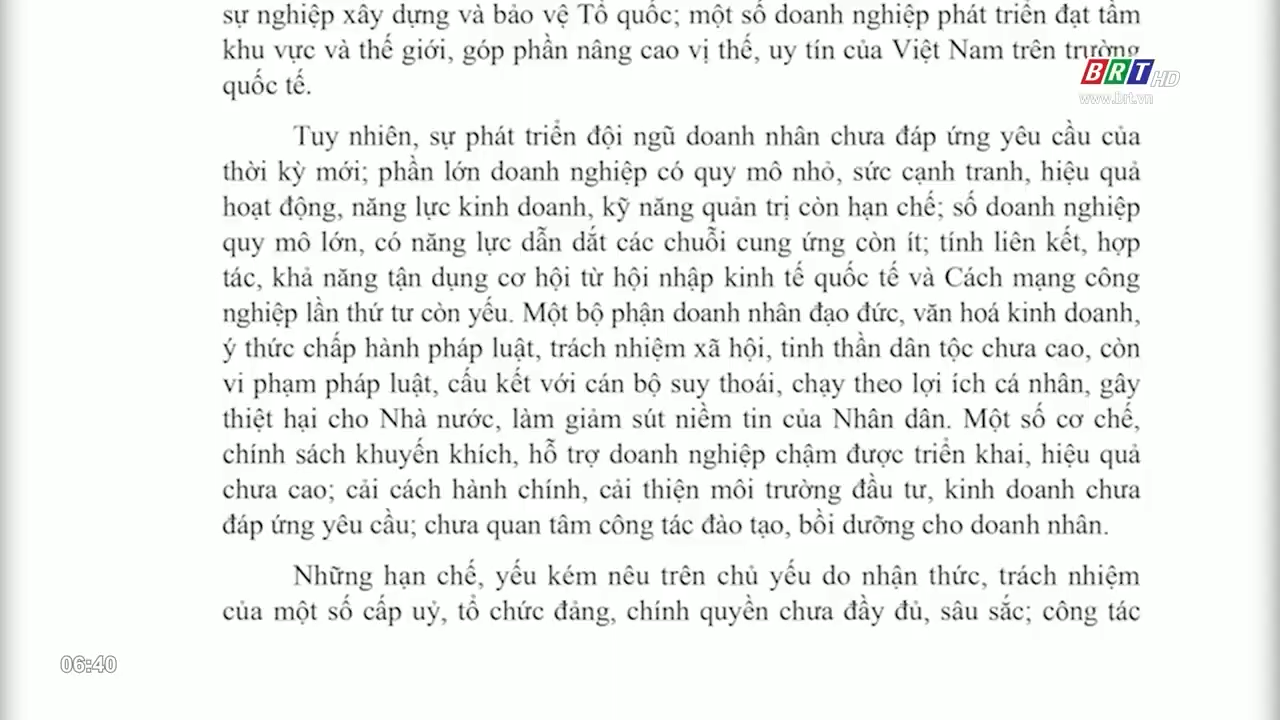 sự nghiệp xây dựng và bảo vệ Tổ quốc; một số doanh nghiệp phát triển đạt tầm
khu vực và thế giới, góp phần nâng cao vị thế, uy tín của Việt Nam trên trường
quốc tế.
BRT HD
www.brt.vn
Tuy nhiên, sự phát triển đội ngũ doanh nhân chưa đáp ứng yêu cầu của
thời kỳ mới; phần lớn doanh nghiệp có quy mô nhỏ, sức cạnh tranh, hiệu quả
hoạt động, năng lực kinh doanh, kỹ năng quản trị còn hạn chế; số doanh nghiệp
quy mô lớn, có năng lực dẫn dắt các chuỗi cung ứng còn ít; tính liên kết, hợp
tác, khả năng tận dụng cơ hội từ hội nhập kinh tế quốc tế và Cách mạng công
nghiệp lần thứ tư còn yếu. Một bộ phận doanh nhân đạo đức, văn hoá kinh doanh,
ý thức chấp hành pháp luật, trách nhiệm xã hội, tinh thần dân tộc chưa cao, còn
vi phạm pháp luật, cấu kết với cán bộ suy thoái, chạy theo lợi ích cá nhân, gây
thiệt hại cho Nhà nước, làm giảm sút niềm tin của Nhân dân. Một số cơ chế,
chính sách khuyến khích, hỗ trợ doanh nghiệp chậm được triển khai, hiệu quả
chưa cao; cải cách hành chính, cải thiện môi trường đầu tư, kinh doanh chưa
đáp ứng yêu cầu; chưa quan tâm công tác đào tạo, bồi dưỡng cho doanh nhân.
Những hạn chế, yếu kém nêu trên chủ yếu do nhận thức, trách nhiệm
của một số cấp uỷ, tổ chức đảng, chính quyền chưa đầy đủ, sâu sắc; công tác
06:40